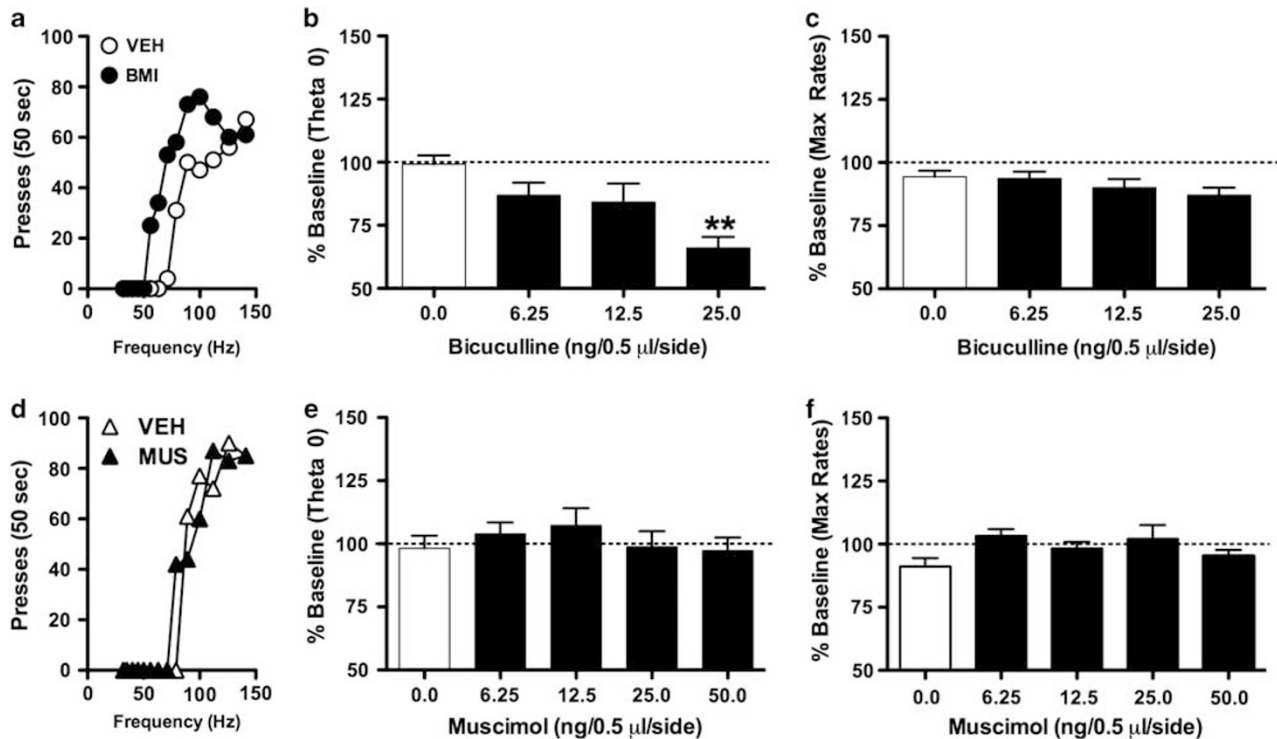 a
Presses (50 sec)
100
80
60
40
20
0
VEH
BMI
0 50 100 150
Frequency (Hz)
b
% Baseline (Theta 0)
150
125
100
75
50
**
0.0 6.25 12.5 25.0
Bicuculline (ng/0.5 µl/side)
c
% Baseline (Max Rates)
150
125
100
75
50
0.0 6.25 12.5 25.0
Bicuculline (ng/0.5 µl/side)
d
Presses (50 sec)
100
80
60
40
20
0
VEH
MUS
0 50 100 150
Frequency (Hz)
e
% Baseline (Theta 0)
150
125
100
75
50
0.0 6.25 12.5 25.0 50.0
Muscimol (ng/0.5 µl/side)
f
% Baseline (Max Rates)
150
125
100
75
50
0.0 6.25 12.5 25.0 50.0
Muscimol (ng/0.5 µl/side)